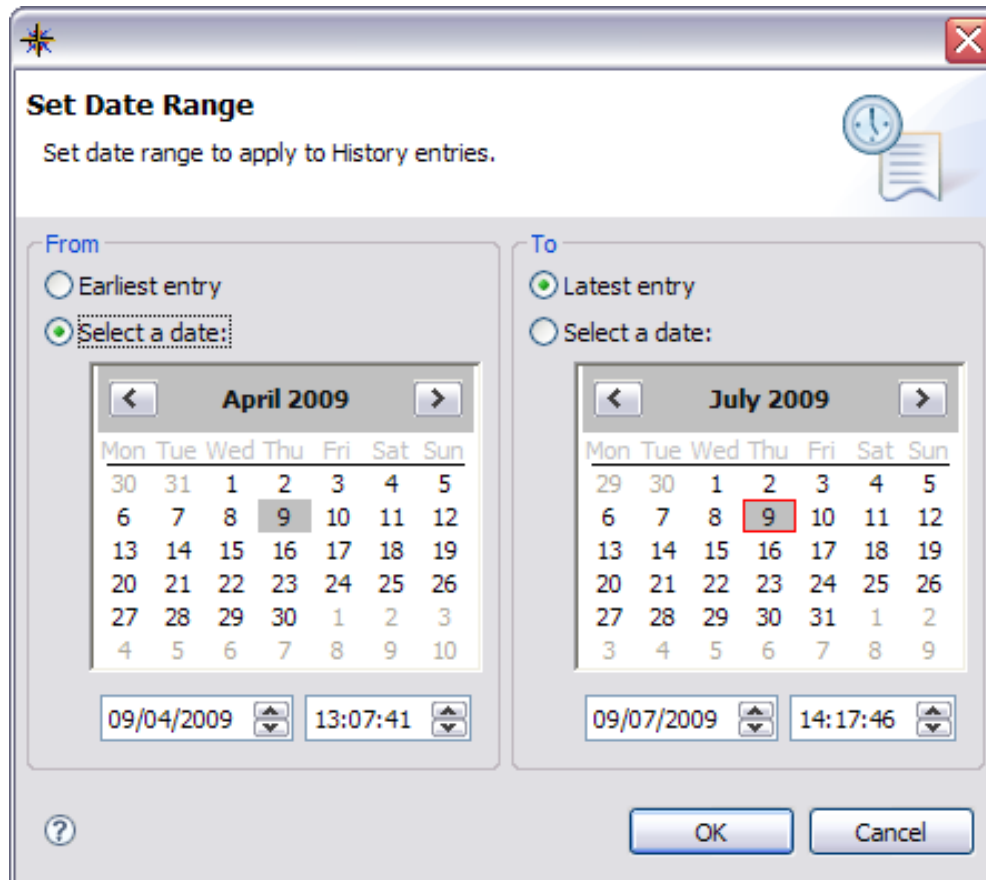 Set Date Range
Set date range to apply to History entries.
From
Earliest entry
Select a date:
April 2009
Mon Tue Wed Thu Fri Sat Sun
30 31 1 2 3 4 5
6 7 8 9 10 11 12
13 14 15 16 17 18 19
20 21 22 23 24 25 26
27 28 29 30 1 2 3
4 5 6 7 8 9 10
09/04/2009 13:07:41
To
Latest entry
Select a date:
July 2009
Mon Tue Wed Thu Fri Sat Sun
29 30 1 2 3 4 5
6 7 8 9 10 11 12
13 14 15 16 17 18 19
20 21 22 23 24 25 26
27 28 29 30 31 1 2
3 4 5 6 7 8 9
09/07/2009 14:17:46
?
OK Cancel